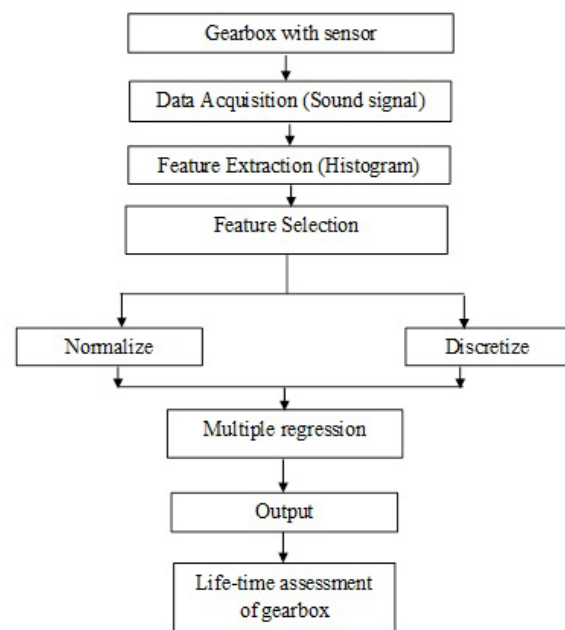 Gearbox with sensor
Data Acquisition (Sound signal)
Feature Extraction (Histogram)
Feature Selection
Normalize
Discretize
Multiple regression
Output
Life-time assessment
of gearbox